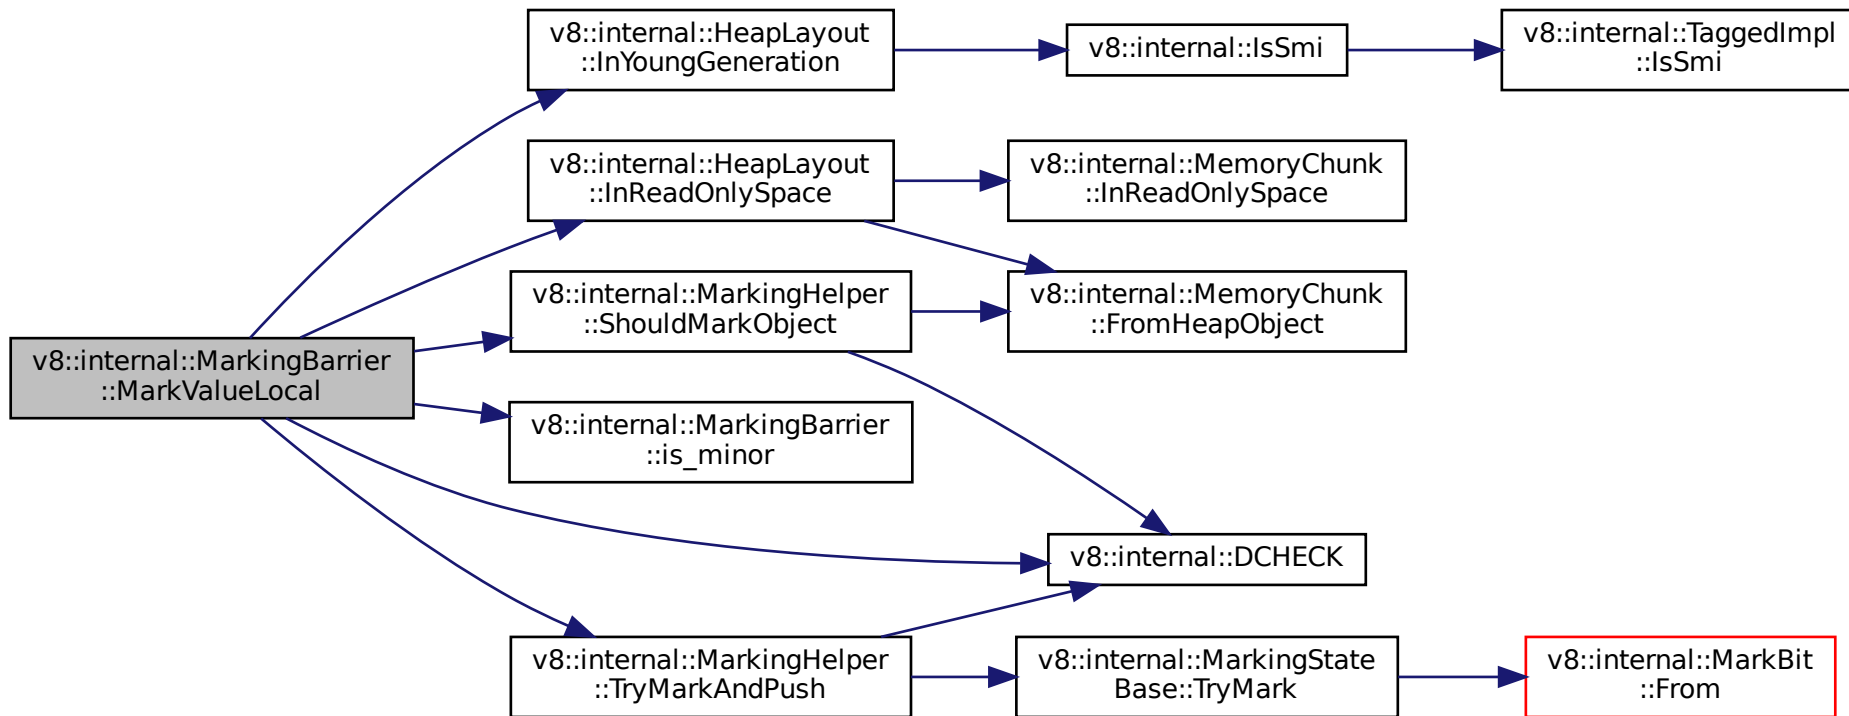 v8::internal::HeapLayout
::InYoungGeneration
v8::internal::IsSmi
v8::internal::TaggedImpl
::IsSmi
v8::internal::HeapLayout
::InReadOnlySpace
v8::internal::MemoryChunk
::InReadOnlySpace
v8::internal::MarkingHelper
::ShouldMarkObject
v8::internal::MemoryChunk
::FromHeapObject
v8::internal::MarkingBarrier
::MarkValueLocal
v8::internal::MarkingBarrier
::is_minor
v8::internal::DCHECK
v8::internal::MarkingHelper
::TryMarkAndPush
v8::internal::MarkingState
Base::TryMark
v8::internal::MarkBit
::From